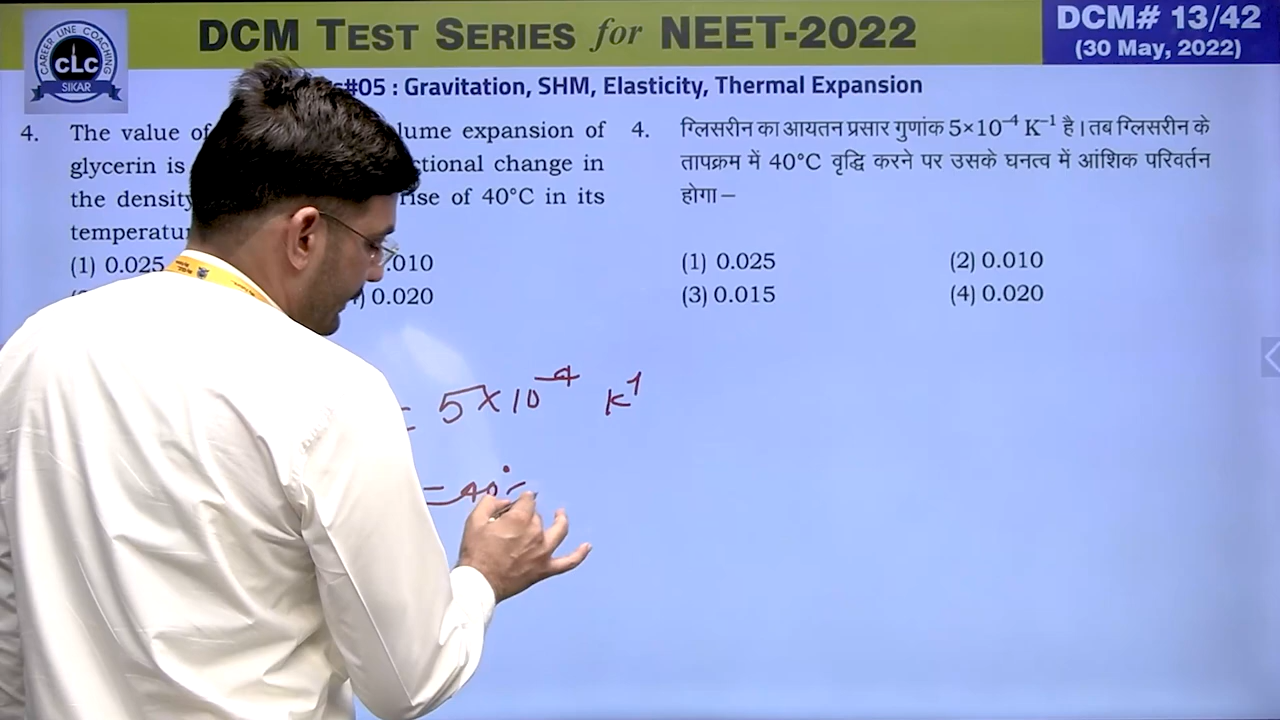 DCM TEST SERIES for NEET-2022
DCM# 13/42
(30 May, 2022)
CAREER LINE COACHING
CLC
SIKAR
#05 : Gravitation, SHM, Elasticity, Thermal Expansion
4. The value of expansion of
glycerin is change in
the density rise of 40°C in its
(1) 0.025 .010
0.020
4. ग्लिसरीन का आयतन प्रसार गुणांक 5×10⁻⁴ K⁻¹ है। तब ग्लिसरीन के
तापक्रम में 40°C वृद्धि करने पर उसके घनत्व में आंशिक परिवर्तन
होगा –
(1) 0.025 (2) 0.010
(3) 0.015 (4) 0.020
= 5×10⁻⁴ K⁻¹
= 40°